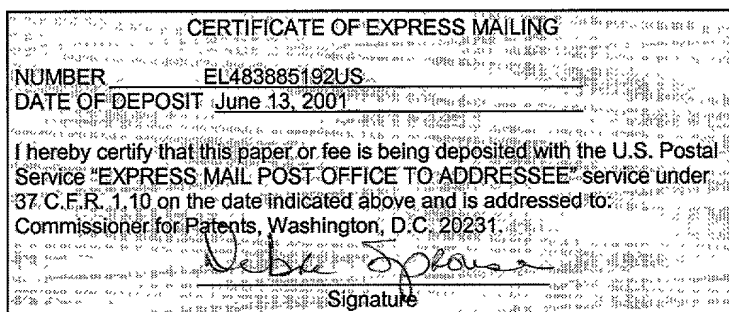 CERTIFICATE OF EXPRESS MAILING
NUMBER EL483885192US
DATE OF DEPOSIT June 13, 2001
I hereby certify that this paper or fee is being deposited with the U.S. Postal
Service "EXPRESS MAIL POST OFFICE TO ADDRESSEE" service under
37 C.F.R. 1.10 on the date indicated above and is addressed to:
Commissioner for Patents, Washington, D.C. 20231.
Debbie
Signature